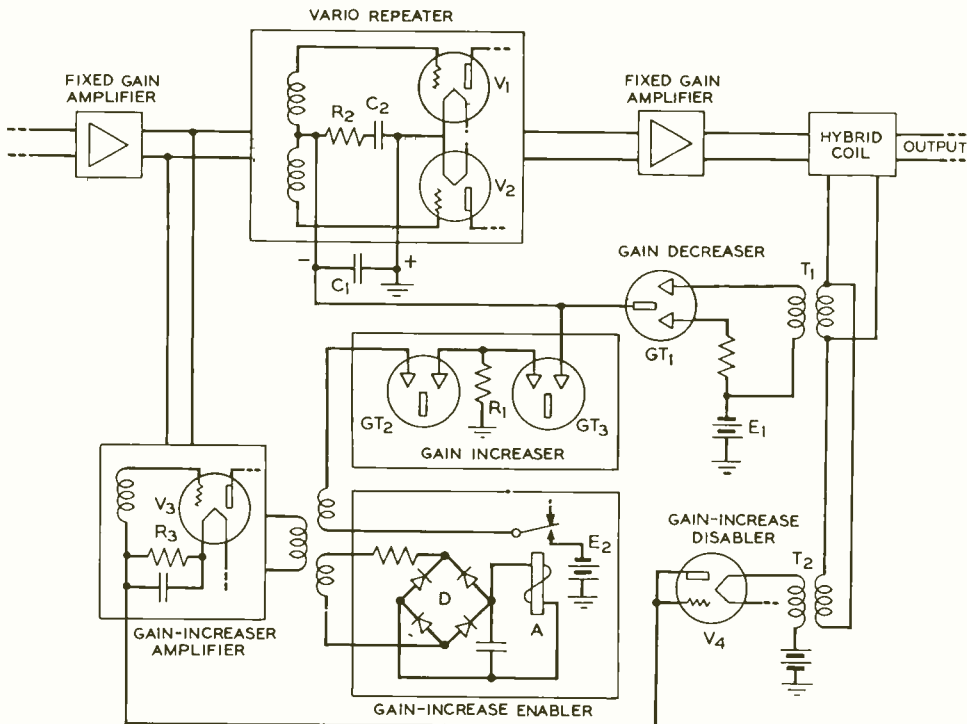 VARIO REPEATER
FIXED GAIN
AMPLIFIER
R2
C2
V1
V2
FIXED GAIN
AMPLIFIER
HYBRID
COIL
OUTPUT
−
+
C1
GAIN DECREASER
GT1
T1
E1
GT2
R1
GT3
GAIN INCREASER
V3
R3
GAIN-INCREASER
AMPLIFIER
E2
D
A
GAIN-INCREASE ENABLER
GAIN-INCREASE
DISABLER
V4
T2